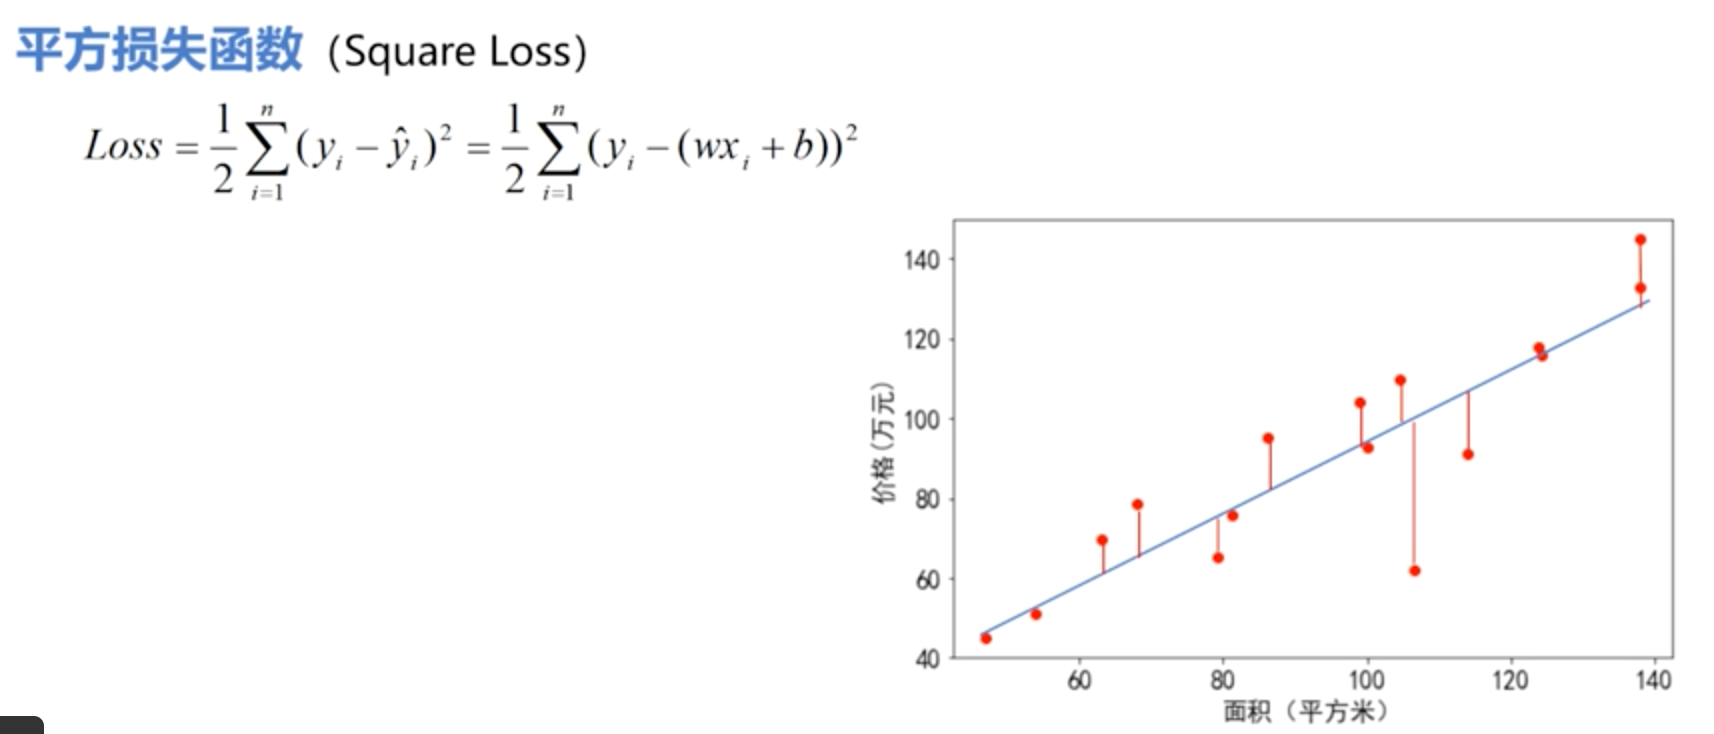 平方损失函数（Square Loss）
Loss = \frac{1}{2} \sum_{i=1}^{n} (y_i - \hat{y}_i)^2 = \frac{1}{2} \sum_{i=1}^{n} (y_i - (wx_i + b))^2
140
120
100
80
60
40
价格(万元)
60 80 100 120 140
面积（平方米）